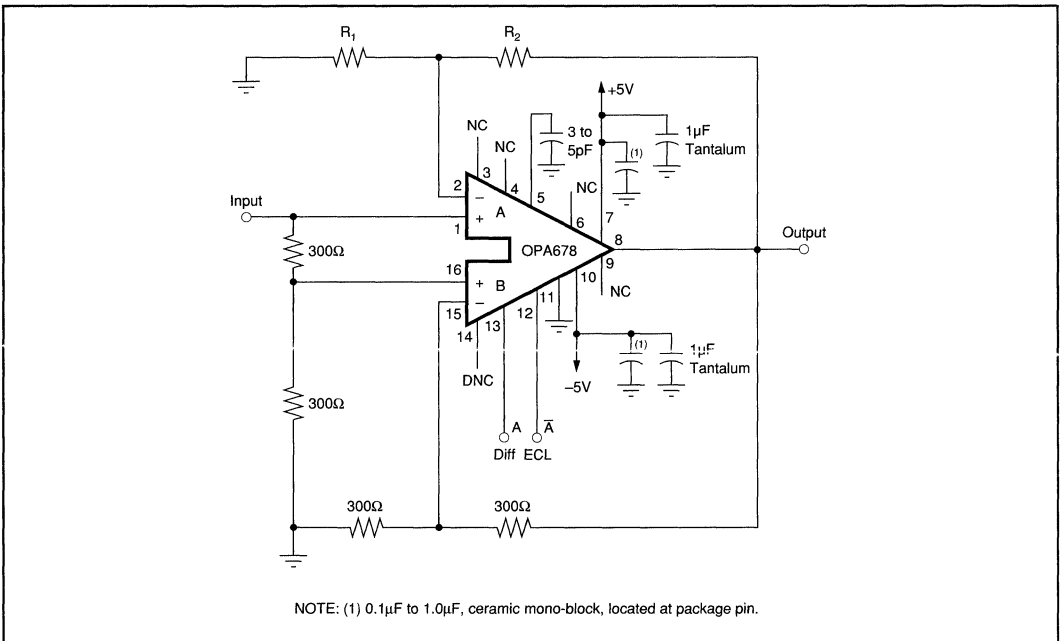 R1 R2
+5V
NC 3 to 5pF 1µF Tantalum
NC (1)
3
4
2 5 NC
− A 6 7
Input + 8 Output
1
300Ω OPA678
16 9
+ B 10 NC
15 − 11
14 13 12 (1) 1µF Tantalum
DNC −5V
300Ω
A A̅
Diff ECL
300Ω 300Ω
NOTE: (1) 0.1µF to 1.0µF, ceramic mono-block, located at package pin.